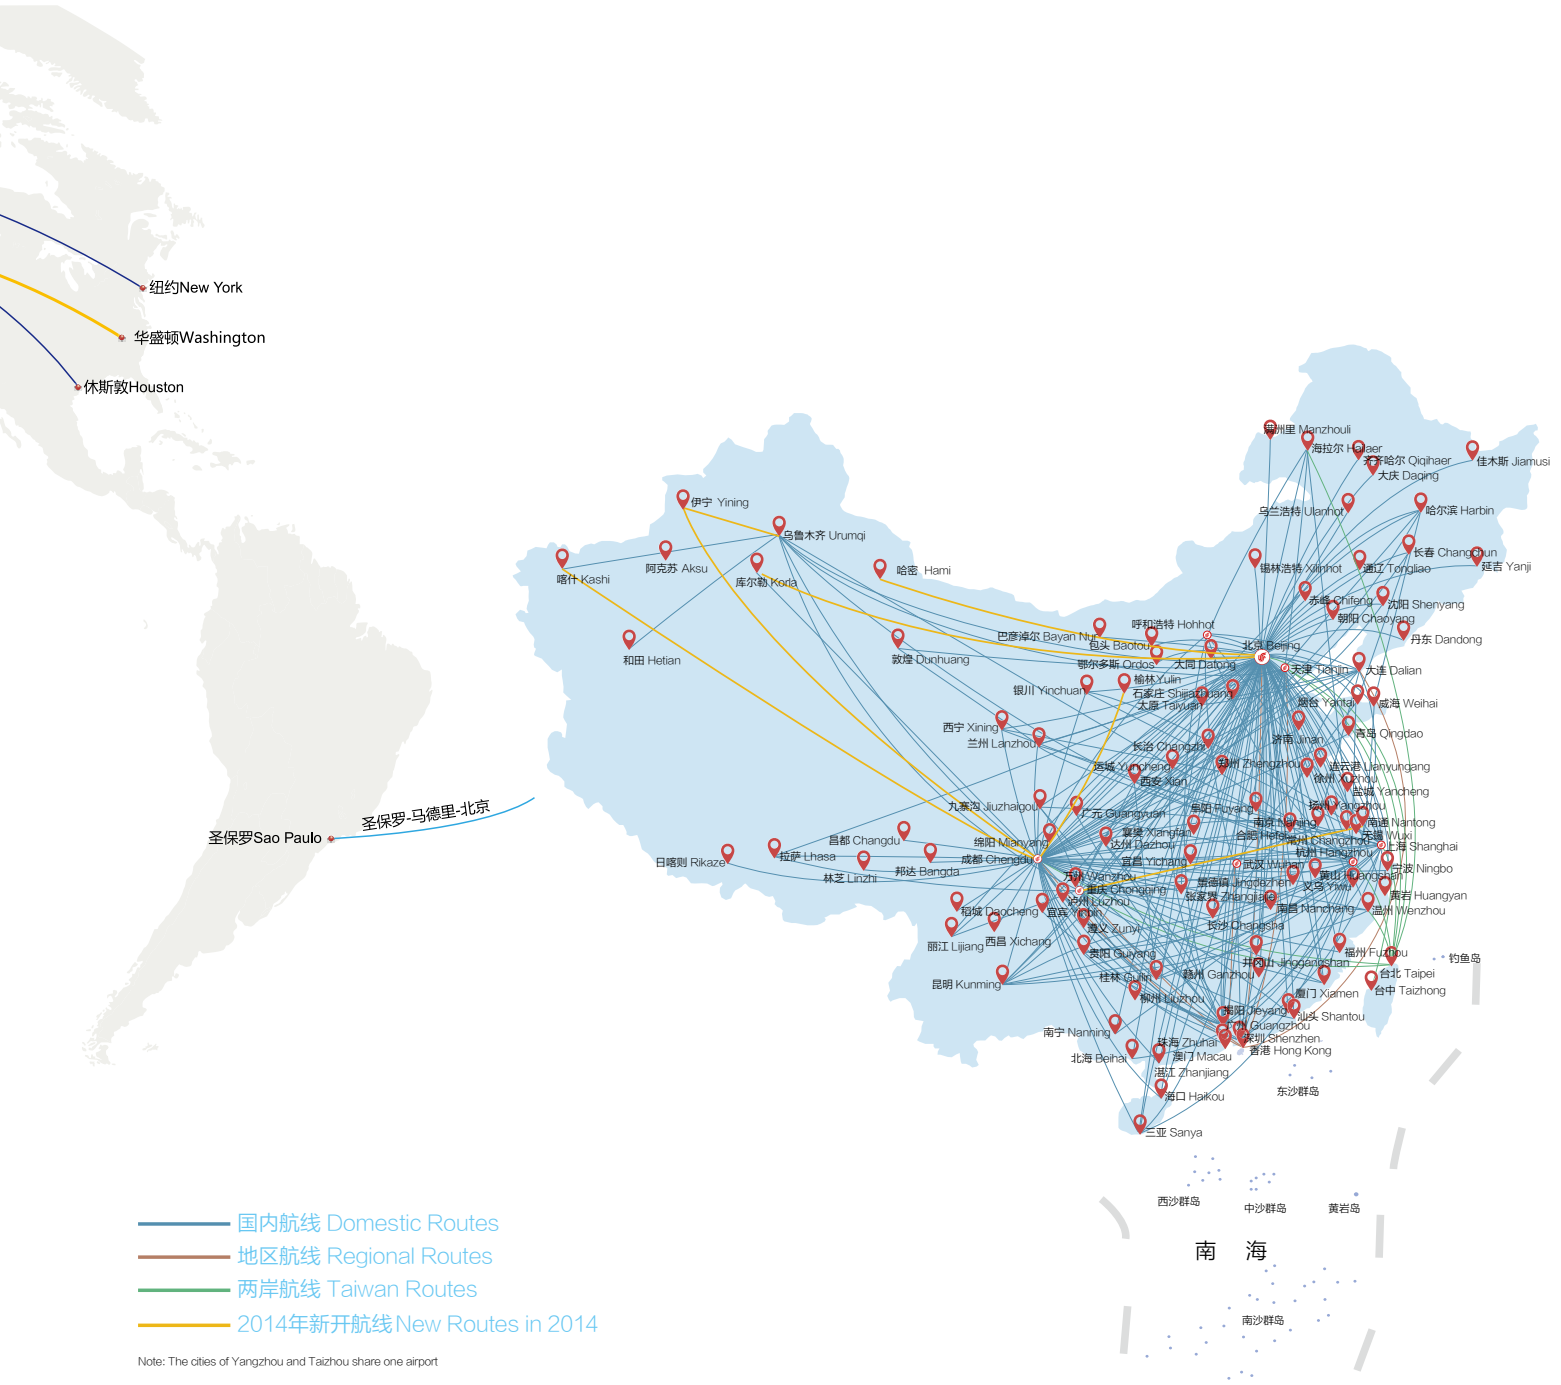 纽约New York
华盛顿Washington
休斯敦Houston
满洲里 Manzhouli
海拉尔 Hailaer
齐齐哈尔 Qiqihaer
佳木斯 Jiamusi
大庆 Daqing
伊宁 Yining
乌兰浩特 Ulanhot
哈尔滨 Harbin
乌鲁木齐 Urumqi
长春 Changchun
阿克苏 Aksu
哈密 Hami
锡林浩特 Xilinhot
通辽 Tongliao
延吉 Yanji
喀什 Kashi
库尔勒 Korla
赤峰 Chifeng
沈阳 Shenyang
朝阳 Chaoyang
呼和浩特 Hohhot
巴彦淖尔 Bayan Nur
包头 Baotou
北京 Beijing
丹东 Dandong
和田 Hetian
敦煌 Dunhuang
鄂尔多斯 Ordos
大同 Datong
天津 Tianjin
大连 Dalian
榆林Yulin
银川 Yinchuan
石家庄 Shijiazhuang
太原 Taiyuan
烟台 Yantai
威海 Weihai
西宁 Xining
兰州 Lanzhou
长治 Changzhi
济南 Jinan
青岛 Qingdao
运城 Yuncheng
郑州 Zhengzhou
连云港 Lianyungang
西安 Xian
徐州 Xuzhou
盐城 Yancheng
圣保罗-马德里-北京
九寨沟 Jiuzhaigou
广元 Guangyuan
阜阳 Fuyang
扬州 Yangzhou
圣保罗Sao Paulo
昌都 Changdu
绵阳 Mianyang
襄樊 Xiangfan
达州 Dazhou
合肥 Hefei
南京 Nanjing
南通 Nantong
常州 Changzhou
无锡 Wuxi
上海 Shanghai
日喀则 Rikaze
拉萨 Lhasa
成都 Chengdu
宜昌 Yichang
武汉 Wuhan
杭州 Hangzhou
宁波 Ningbo
林芝 Linzhi
邦达 Bangda
万州 Wanzhou
重庆 Chongqing
景德镇 Jingdezhen
黄山 Huangshan
义乌 Yiwu
黄岩 Huangyan
泸州 Luzhou
张家界 Zhangjiajie
稻城 Daocheng
宜宾 Yinbin
南昌 Nanchang
温州 Wenzhou
遵义 Zunyi
长沙 Changsha
丽江 Lijiang
西昌 Xichang
贵阳 Guiyang
福州 Fuzhou
井冈山 Jinggangshan
钓鱼岛
台北 Taipei
昆明 Kunming
桂林 Guilin
赣州 Ganzhou
台中 Taizhong
柳州 Liuzhou
厦门 Xiamen
揭阳 Jieyang
汕头 Shantou
南宁 Nanning
广州 Guangzhou
珠海 Zhuhai
深圳 Shenzhen
香港 Hong Kong
北海 Beihai
澳门 Macau
湛江 Zhanjiang
东沙群岛
海口 Haikou
三亚 Sanya
西沙群岛
中沙群岛
黄岩岛
南 海
南沙群岛
国内航线 Domestic Routes
地区航线 Regional Routes
两岸航线 Taiwan Routes
2014年新开航线 New Routes in 2014
Note: The cities of Yangzhou and Taizhou share one airport